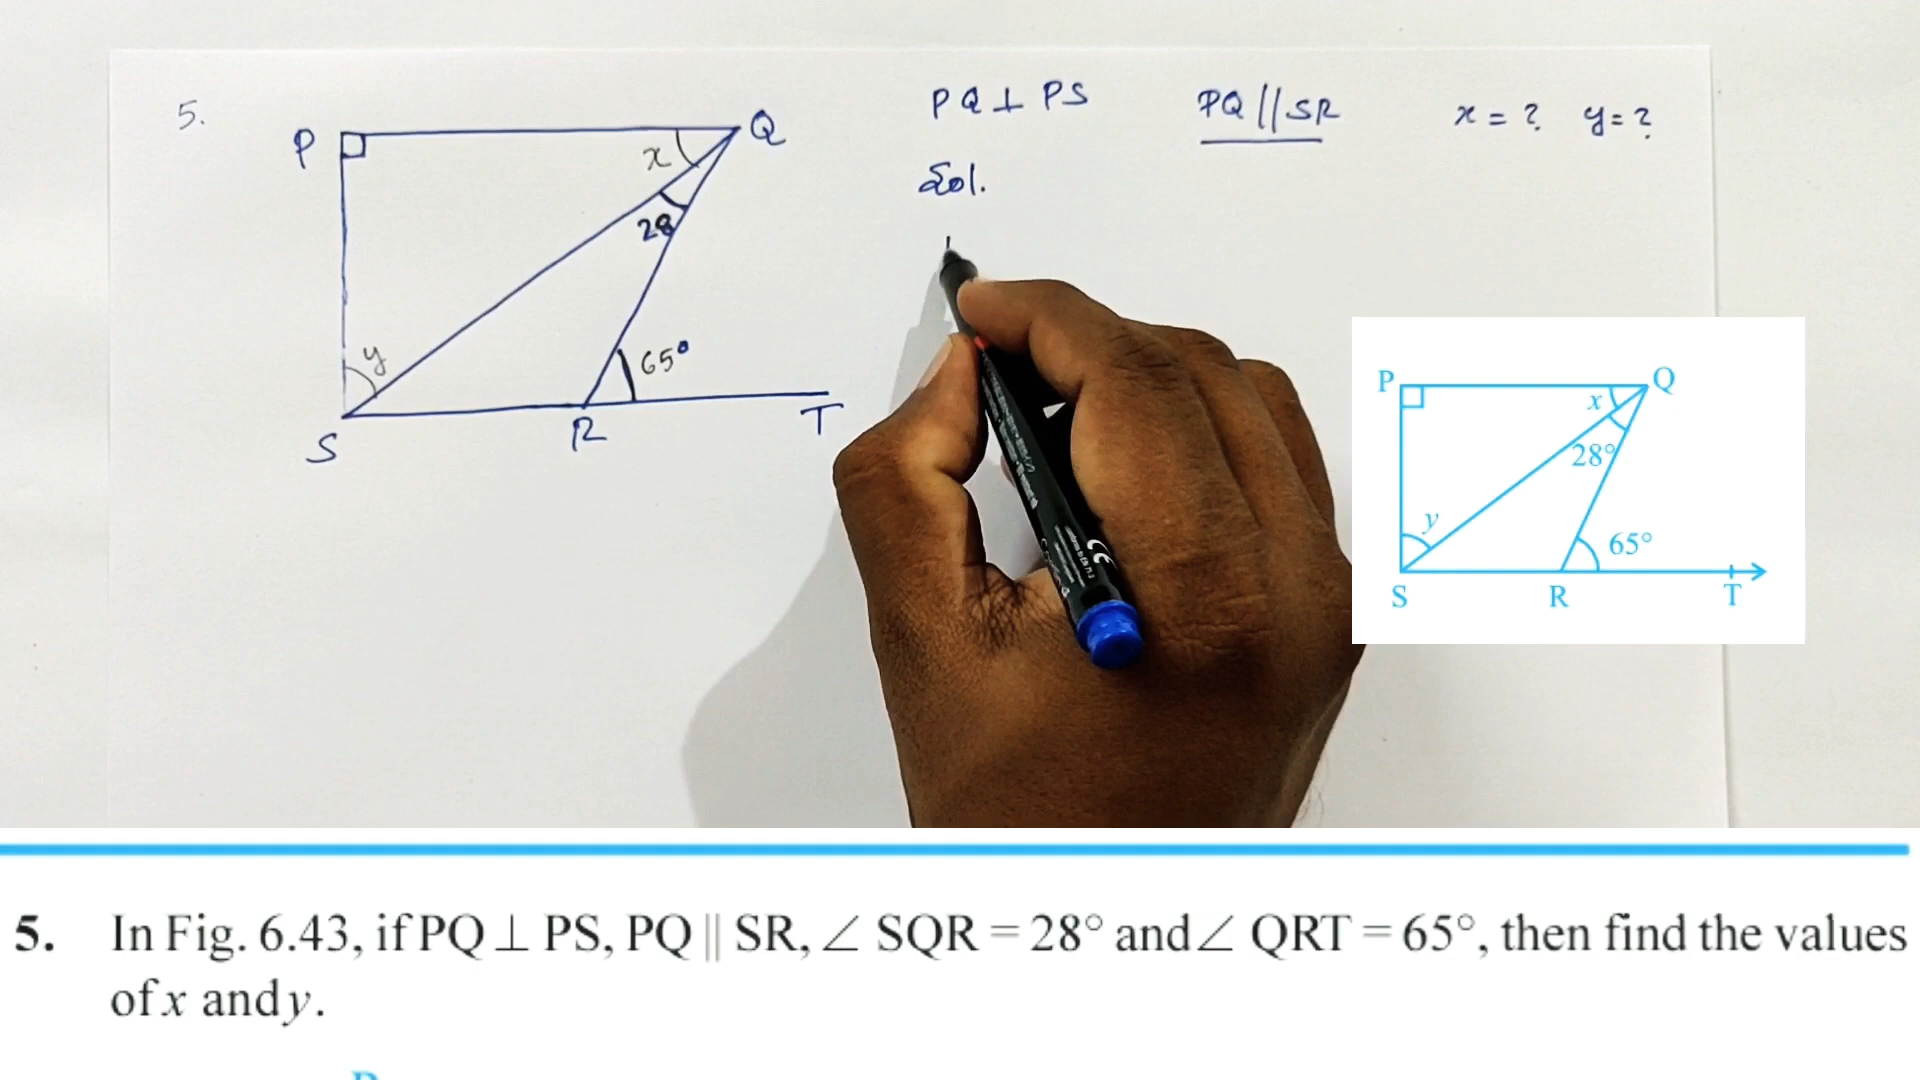 5.
PQ ⊥ PS PQ || SR x = ? y = ?
Sol.
P Q
x
28
y
65°
S R T
P Q
x
28°
y
65°
S R T
5. In Fig. 6.43, if PQ ⊥ PS, PQ || SR, ∠ SQR = 28° and ∠ QRT = 65°, then find the values
of x and y.